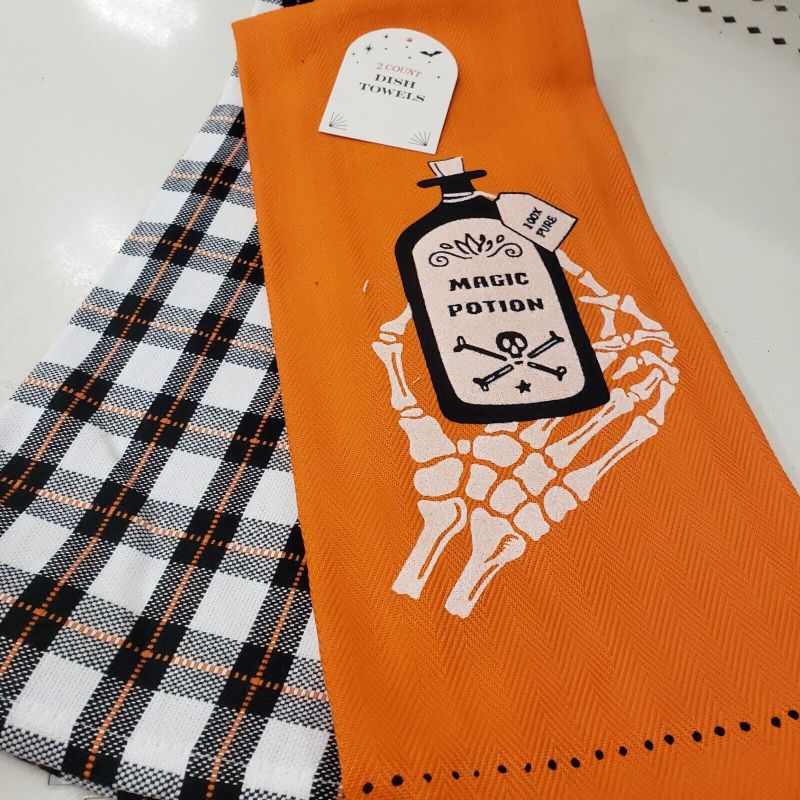 2 COUNT
DISH
TOWELS
100%
PURE
MAGIC
POTION